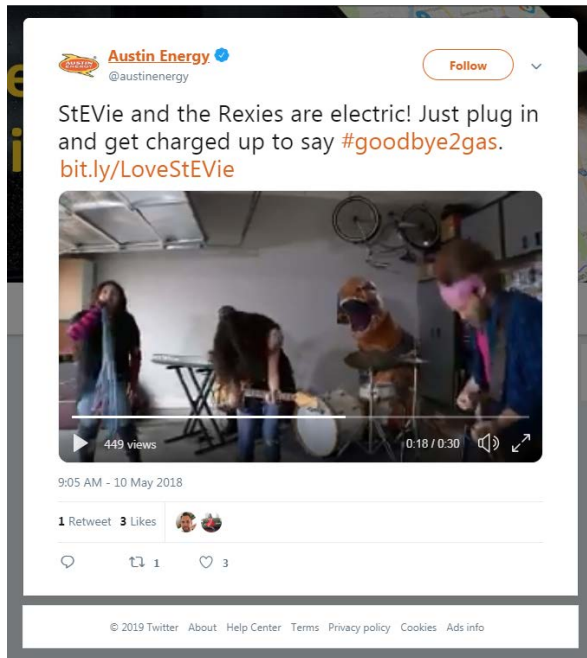 Austin Energy
@austinenergy
Follow
StEVie and the Rexies are electric! Just plug in
and get charged up to say #goodbye2gas.
bit.ly/LoveStEVie
449 views
0:18 / 0:30
9:05 AM - 10 May 2018
1 Retweet 3 Likes
1 3
© 2019 Twitter About Help Center Terms Privacy policy Cookies Ads info